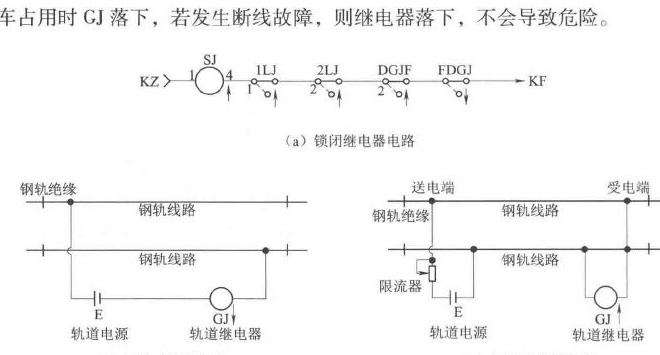 车占用时 GJ 落下，若发生断线故障，则继电器落下，不会导致危险。
SJ 1LJ 2LJ DGJF FDGJ
KZ 1 4 1 2 2 KF
（a）锁闭继电器电路
钢轨绝缘
钢轨线路
钢轨线路
E
GJ
轨道电源 轨道继电器
送电端 受电端
钢轨绝缘 钢轨线路
钢轨线路
限流器
E
GJ
轨道电源 轨道继电器